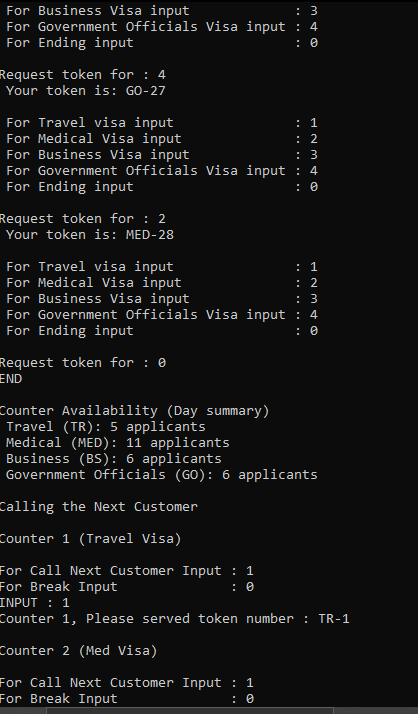 For Business Visa input : 3
For Government Officials Visa input : 4
For Ending input : 0
Request token for : 4
Your token is: GO-27
For Travel visa input : 1
For Medical Visa input : 2
For Business Visa input : 3
For Government Officials Visa input : 4
For Ending input : 0
Request token for : 2
Your token is: MED-28
For Travel visa input : 1
For Medical Visa input : 2
For Business Visa input : 3
For Government Officials Visa input : 4
For Ending input : 0
Request token for : 0
END
Counter Availability (Day summary)
Travel (TR): 5 applicants
Medical (MED): 11 applicants
Business (BS): 6 applicants
Government Officials (GO): 6 applicants
Calling the Next Customer
Counter 1 (Travel Visa)
For Call Next Customer Input : 1
For Break Input : 0
INPUT : 1
Counter 1, Please served token number : TR-1
Counter 2 (Med Visa)
For Call Next Customer Input : 1
For Break Input : 0